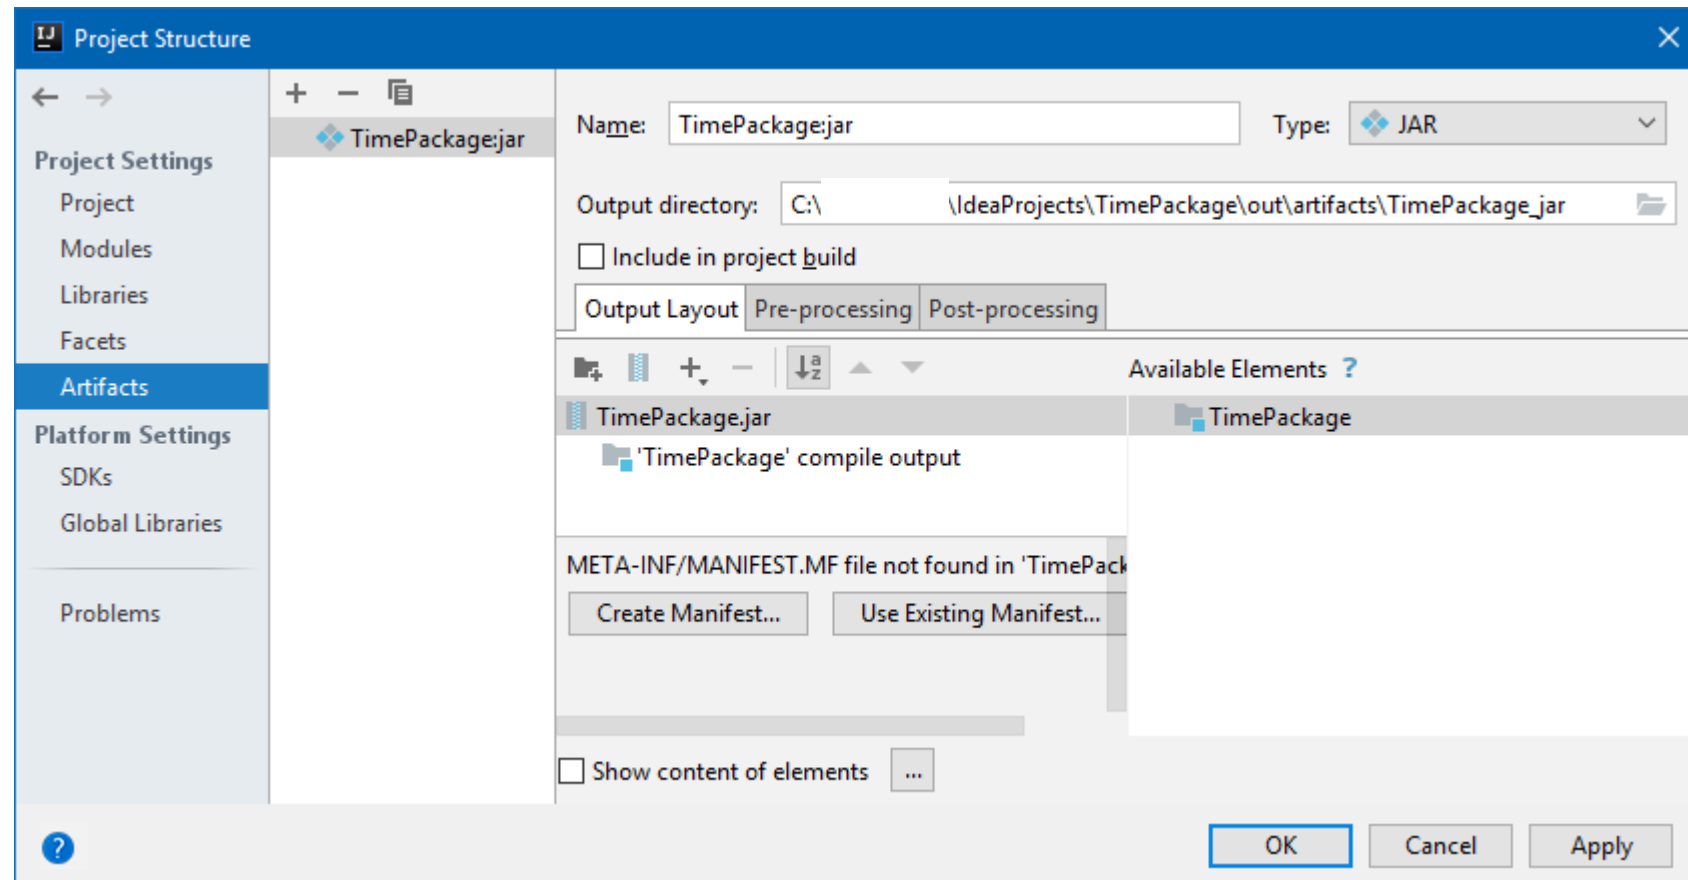 IJ Project Structure
Project Settings
Project
Modules
Libraries
Facets
Artifacts
Platform Settings
SDKs
Global Libraries
Problems
TimePackage:jar
Name: TimePackage:jar Type: JAR
Output directory: C:\ \IdeaProjects\TimePackage\out\artifacts\TimePackage_jar
Include in project build
Output Layout Pre-processing Post-processing
Available Elements ?
TimePackage.jar
'TimePackage' compile output
TimePackage
META-INF/MANIFEST.MF file not found in 'TimePack
Create Manifest... Use Existing Manifest...
Show content of elements ...
? OK Cancel Apply